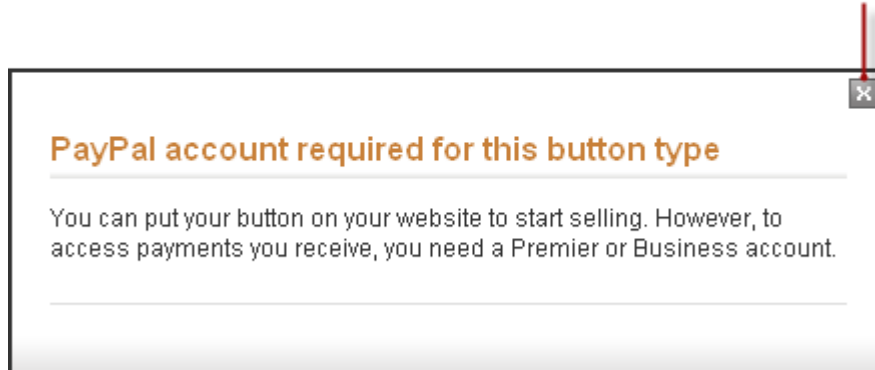 PayPal account required for this button type
You can put your button on your website to start selling. However, to
access payments you receive, you need a Premier or Business account.